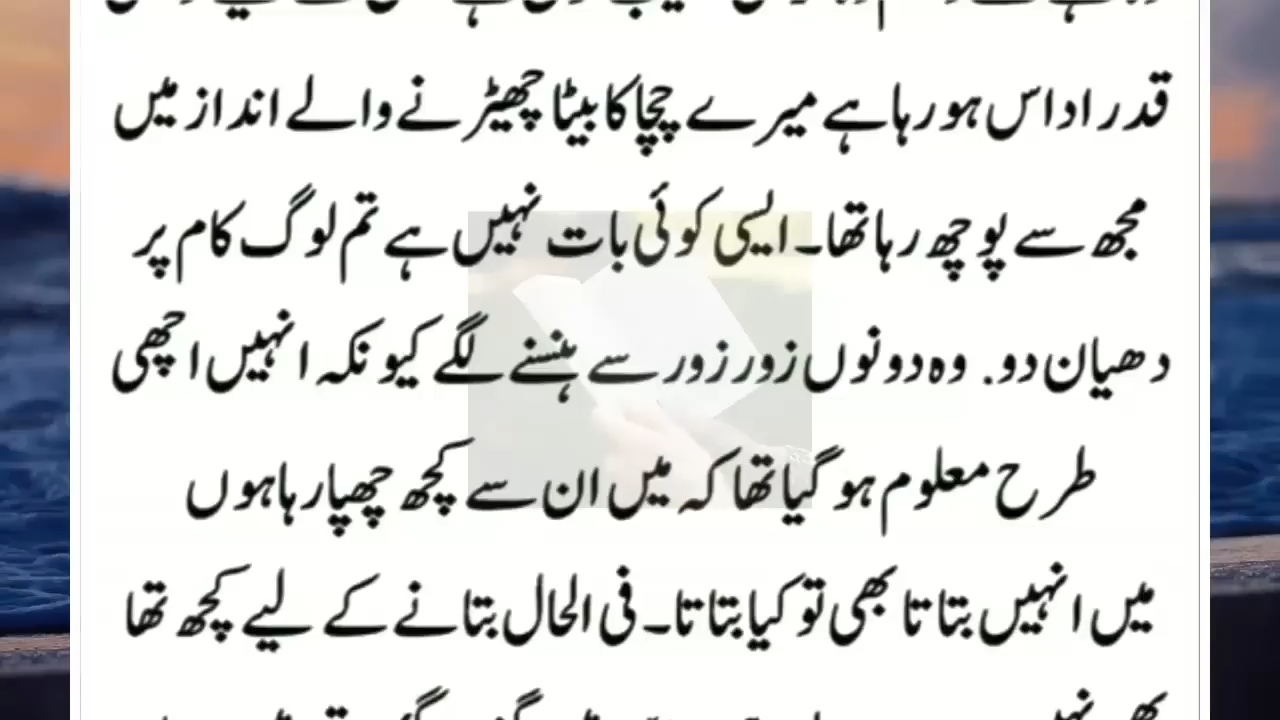 قدر اداس ہو رہا ہے میرے چچا کا بیٹا چھیڑنے والے انداز میں
مجھ سے پوچھ رہا تھا۔ ایسی کوئی بات نہیں ہے تم لوگ کام پر
دھیان دو. وہ دونوں زور زور سے ہنسنے لگے کیونکہ انہیں اچھی
طرح معلوم ہو گیا تھا کہ میں ان سے کچھ چھپا رہا ہوں
میں انہیں بتاتا بھی تو کیا بتاتا۔ فی الحال بتانے کے لیے کچھ تھا
بھی نہیں